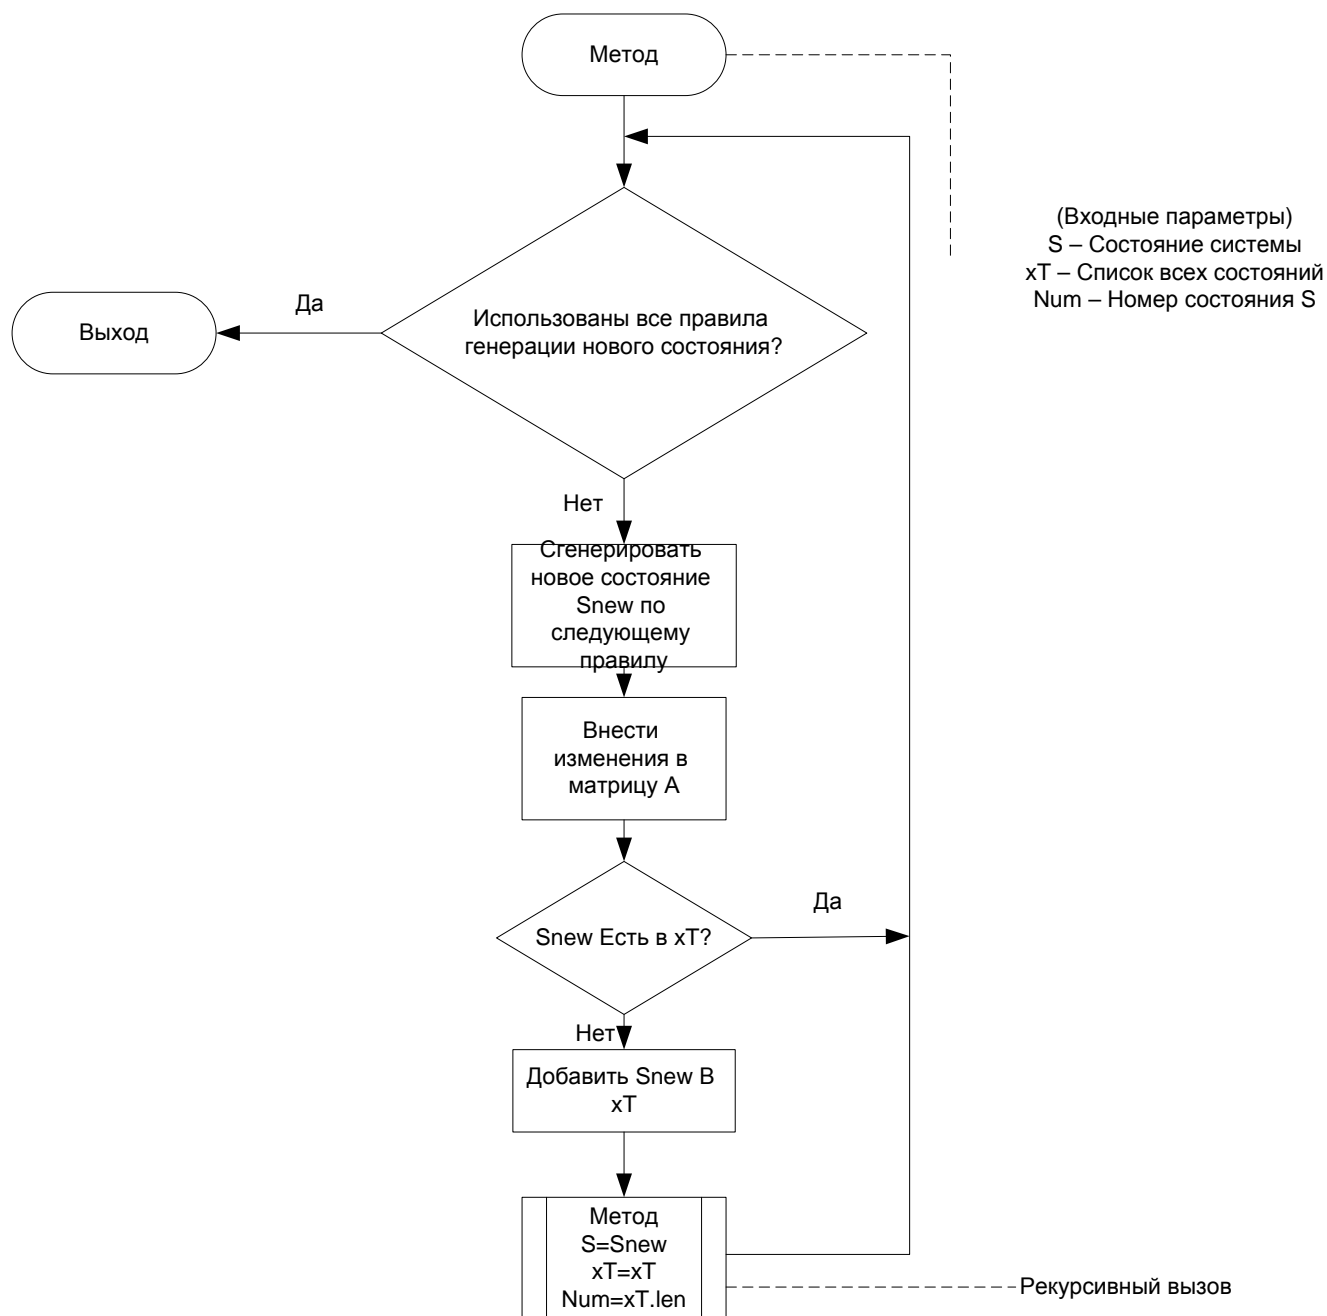 Метод
(Входные параметры)
S – Состояние системы
xT – Список всех состояний
Num – Номер состояния S
Да
Выход
Использованы все правила
генерации нового состояния?
Нет
Сгенерировать
новое состояние
Snew по
следующему
правилу
Внести
изменения в
матрицу А
Да
Snew Есть в xT?
Нет
Добавить Snew В
xT
Метод
S=Snew
xT=xT
Num=xT.len
Рекурсивный вызов